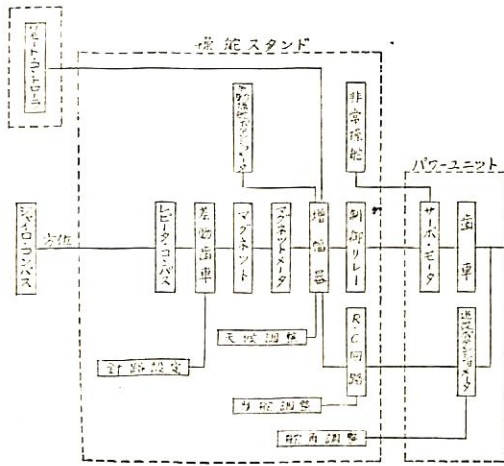 操舵スタンド
リモート・コントローラ
非常操舵
パワーユニット
ジャイロ・コンパス
方位
レピータ・コンパス
差動歯車
マグネット
マグネットメータ
増幅器
制御リレー
サーボ・モータ
歯車
天候調整
R・C回路
針路設定
当舵調整
舵角調整